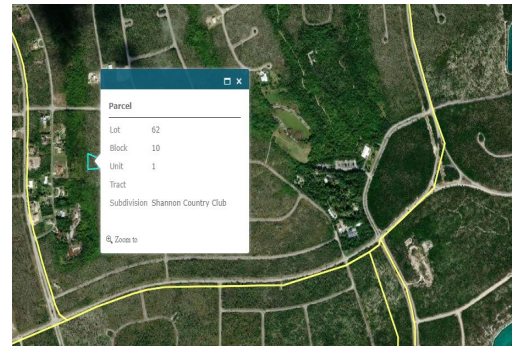 Parcel
Lot 62
Block 10
Unit 1
Tract
Subdivision Shannon Country Club
Zoom to